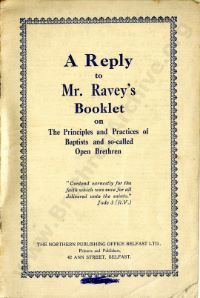 A Reply
to
Mr. Ravey's
Booklet
on
The Principles and Practices of
Baptists and so-called
Open Brethren
"Contend earnestly for the
faith which was once for all
delivered unto the saints."
Jude 3 (R.V.)
THE NORTHERN PUBLISHING OFFICE BELFAST LTD.,
Printers and Publishers,
42 ANN STREET, BELFAST.